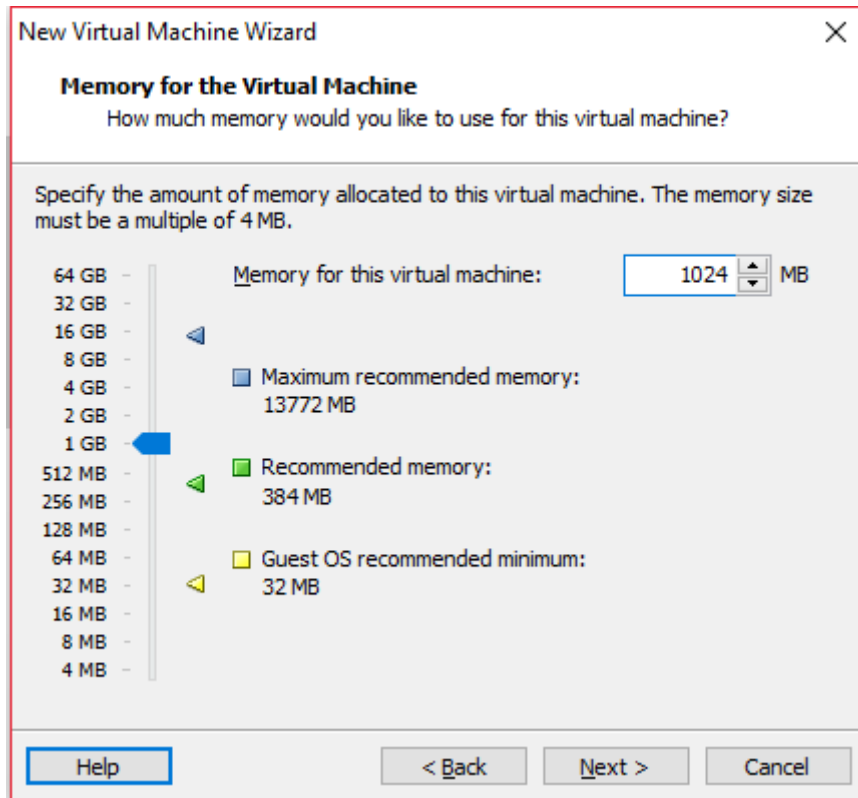 New Virtual Machine Wizard
Memory for the Virtual Machine
How much memory would you like to use for this virtual machine?
Specify the amount of memory allocated to this virtual machine. The memory size
must be a multiple of 4 MB.
64 GB
32 GB
16 GB
8 GB
4 GB
2 GB
1 GB
512 MB
256 MB
128 MB
64 MB
32 MB
16 MB
8 MB
4 MB
Memory for this virtual machine: 1024 MB
Maximum recommended memory:
13772 MB
Recommended memory:
384 MB
Guest OS recommended minimum:
32 MB
Help < Back Next > Cancel